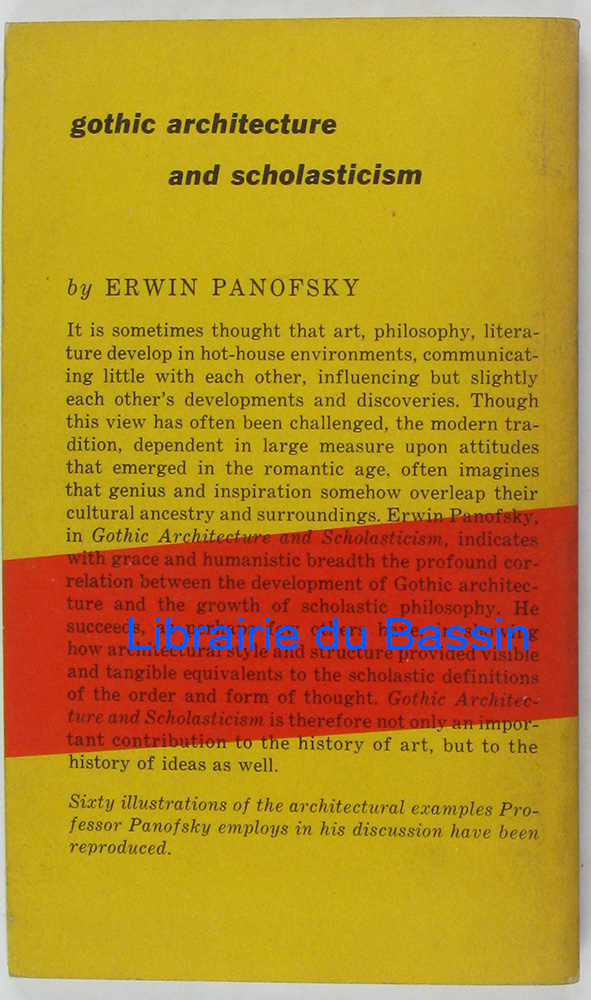 gothic architecture
and scholasticism
by ERWIN PANOFSKY
It is sometimes thought that art, philosophy, litera-
ture develop in hot-house environments, communicat-
ing little with each other, influencing but slightly
each other's developments and discoveries. Though
this view has often been challenged, the modern tra-
dition, dependent in large measure upon attitudes
that emerged in the romantic age, often imagines
that genius and inspiration somehow overleap their
cultural ancestry and surroundings. Erwin Panofsky,
in Gothic Architecture and Scholasticism, indicates
with grace and humanistic breadth the profound cor-
relation between the development of Gothic architec-
ture and the growth of scholastic philosophy. He
succeeds, as perhaps few others have, in showing
Librairie du Bassin
how architectural style and structure provided visible
and tangible equivalents to the scholastic definitions
of the order and form of thought. Gothic Architec-
ture and Scholasticism is therefore not only an impor-
tant contribution to the history of art, but to the
history of ideas as well.
Sixty illustrations of the architectural examples Pro-
fessor Panofsky employs in his discussion have been
reproduced.